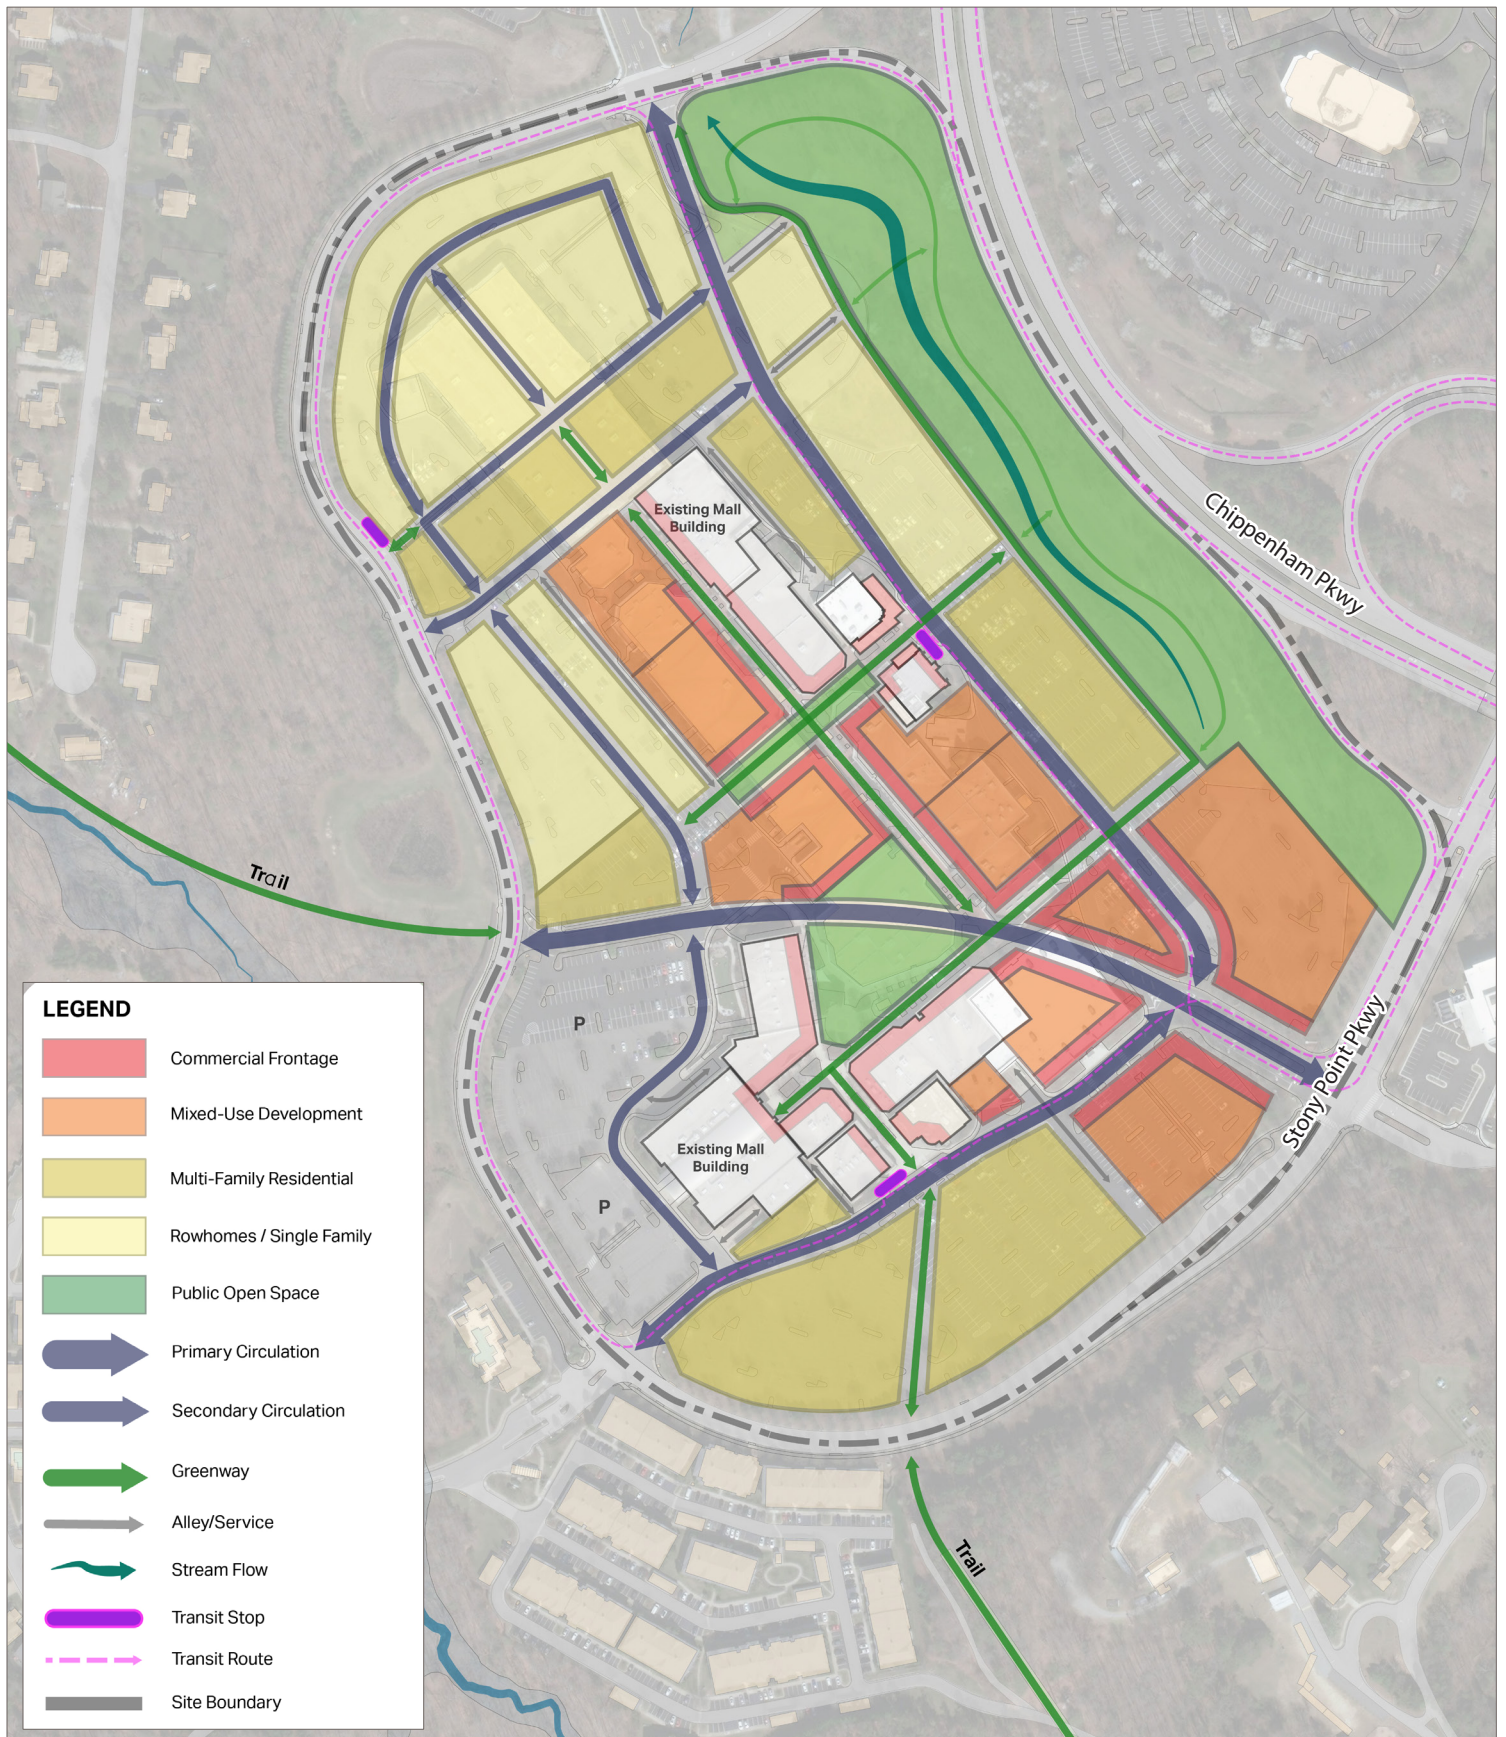 Existing Mall
Building
Chippenham Pkwy
Trail
P
Stony Point Pkwy
Existing Mall
Building
P
Trail
LEGEND
Commercial Frontage
Mixed-Use Development
Multi-Family Residential
Rowhomes / Single Family
Public Open Space
Primary Circulation
Secondary Circulation
Greenway
Alley/Service
Stream Flow
Transit Stop
Transit Route
Site Boundary